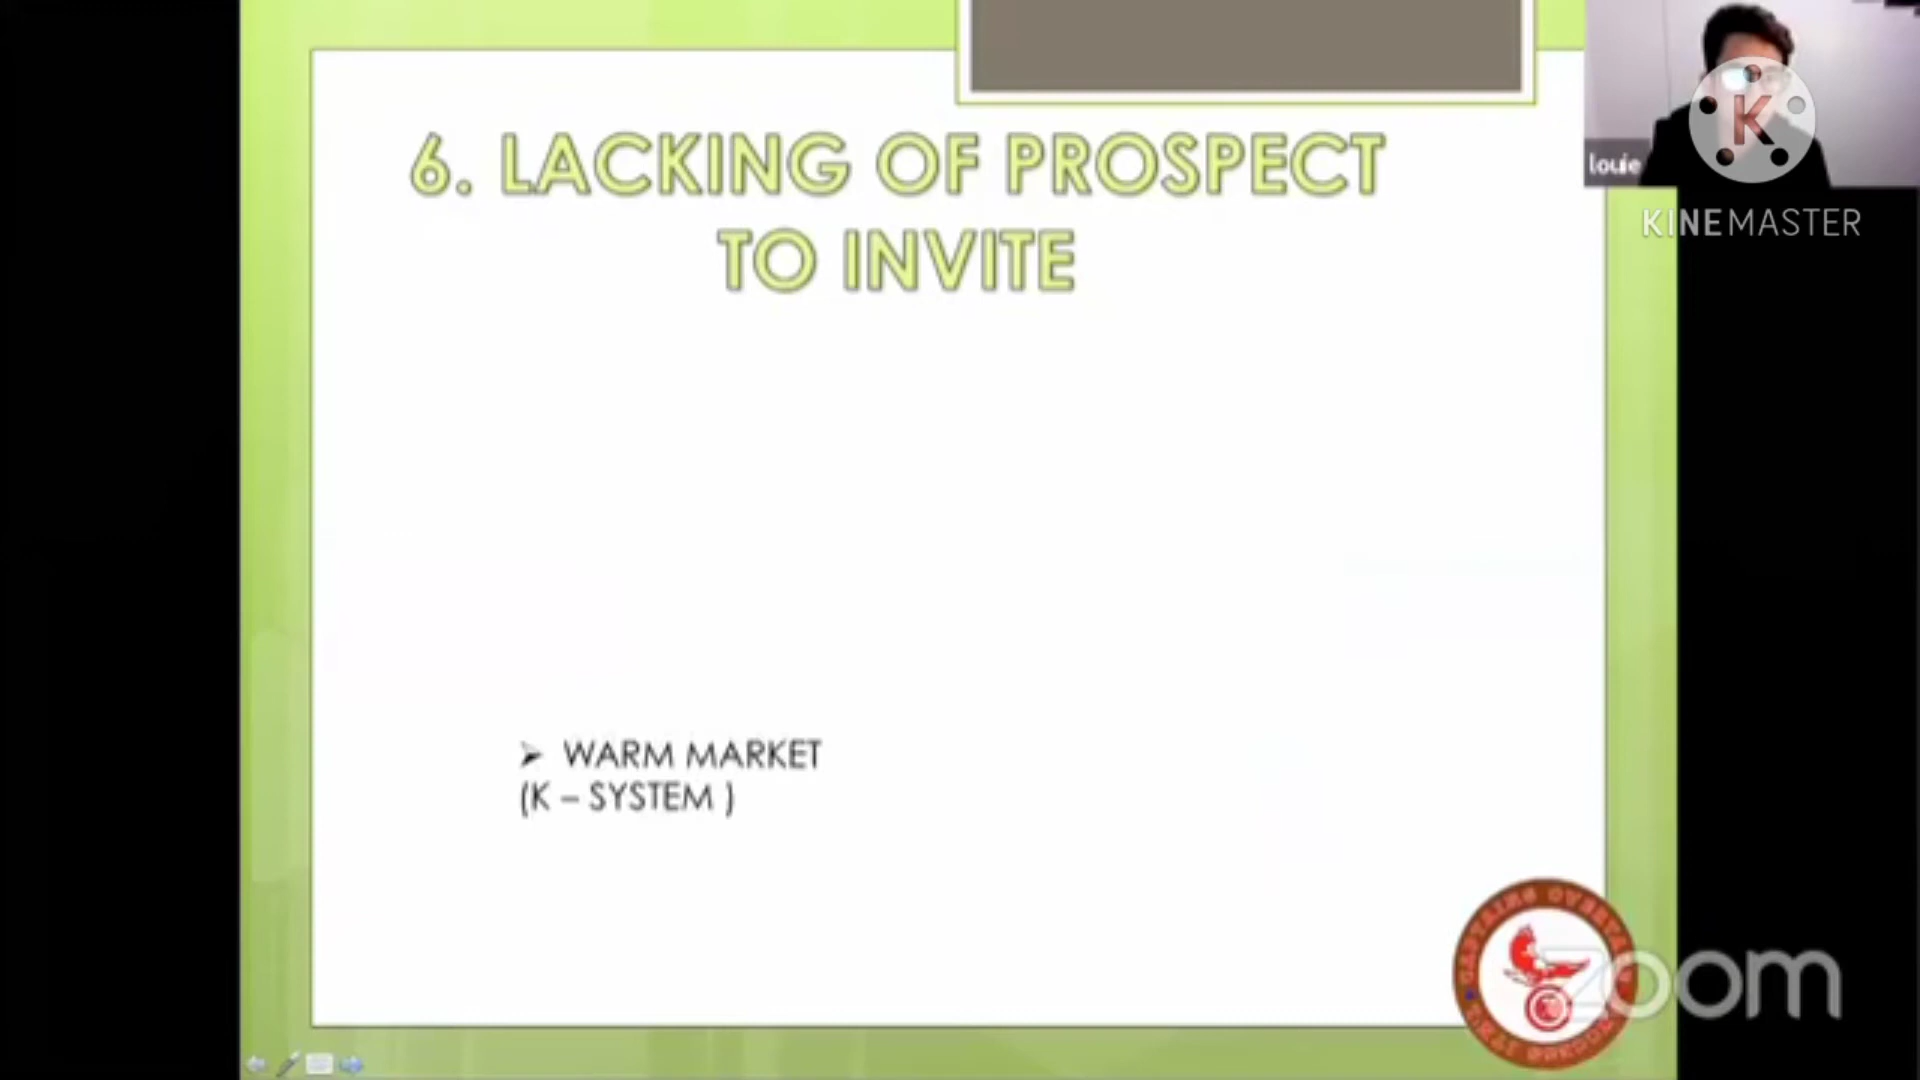 6. LACKING OF PROSPECT
TO INVITE
louie
K
KINEMASTER
➢ WARM MARKET
(K – SYSTEM )
zoom